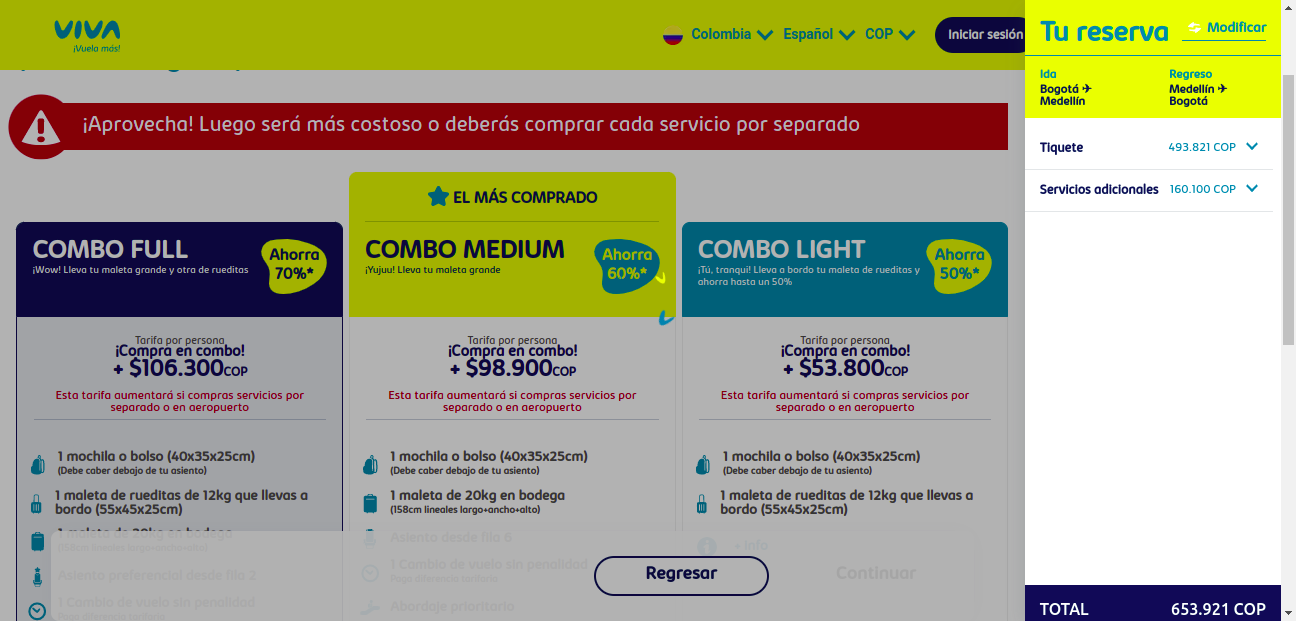 VIVA
¡Vuela más!
Colombia
Español
COP
Iniciar sesión
Tu reserva
Modificar
Ida
Bogotá ✈
Medellín
Regreso
Medellín ✈
Bogotá
Tiquete
493.821 COP
Servicios adicionales
160.100 COP
TOTAL
653.921 COP
¡Aprovecha! Luego será más costoso o deberás comprar cada servicio por separado
COMBO FULL
¡Wow! Lleva tu maleta grande y otra de rueditas
Ahorra
70%*
Tarifa por persona
¡Compra en combo!
+ $106.300COP
Esta tarifa aumentará si compras servicios por
separado o en aeropuerto
1 mochila o bolso (40x35x25cm)
(Debe caber debajo de tu asiento)
1 maleta de rueditas de 12kg que llevas a
bordo (55x45x25cm)
1 maleta de 20kg en bodega
(158cm lineales largo+ancho+alto)
Asiento preferencial desde fila 2
1 Cambio de vuelo sin penalidad
Paga diferencia tarifaria
EL MÁS COMPRADO
COMBO MEDIUM
¡Yujuu! Lleva tu maleta grande
Ahorra
60%*
Tarifa por persona
¡Compra en combo!
+ $98.900COP
Esta tarifa aumentará si compras servicios por
separado o en aeropuerto
1 mochila o bolso (40x35x25cm)
(Debe caber debajo de tu asiento)
1 maleta de 20kg en bodega
(158cm lineales largo+ancho+alto)
Asiento desde fila 6
1 Cambio de vuelo sin penalidad
Paga diferencia tarifaria
Abordaje prioritario
COMBO LIGHT
¡Tú, tranqui! Lleva a bordo tu maleta de rueditas y
ahorra hasta un 50%
Ahorra
50%*
Tarifa por persona
¡Compra en combo!
+ $53.800COP
Esta tarifa aumentará si compras servicios por
separado o en aeropuerto
1 mochila o bolso (40x35x25cm)
(Debe caber debajo de tu asiento)
1 maleta de rueditas de 12kg que llevas a
bordo (55x45x25cm)
+ Info
Regresar
Continuar